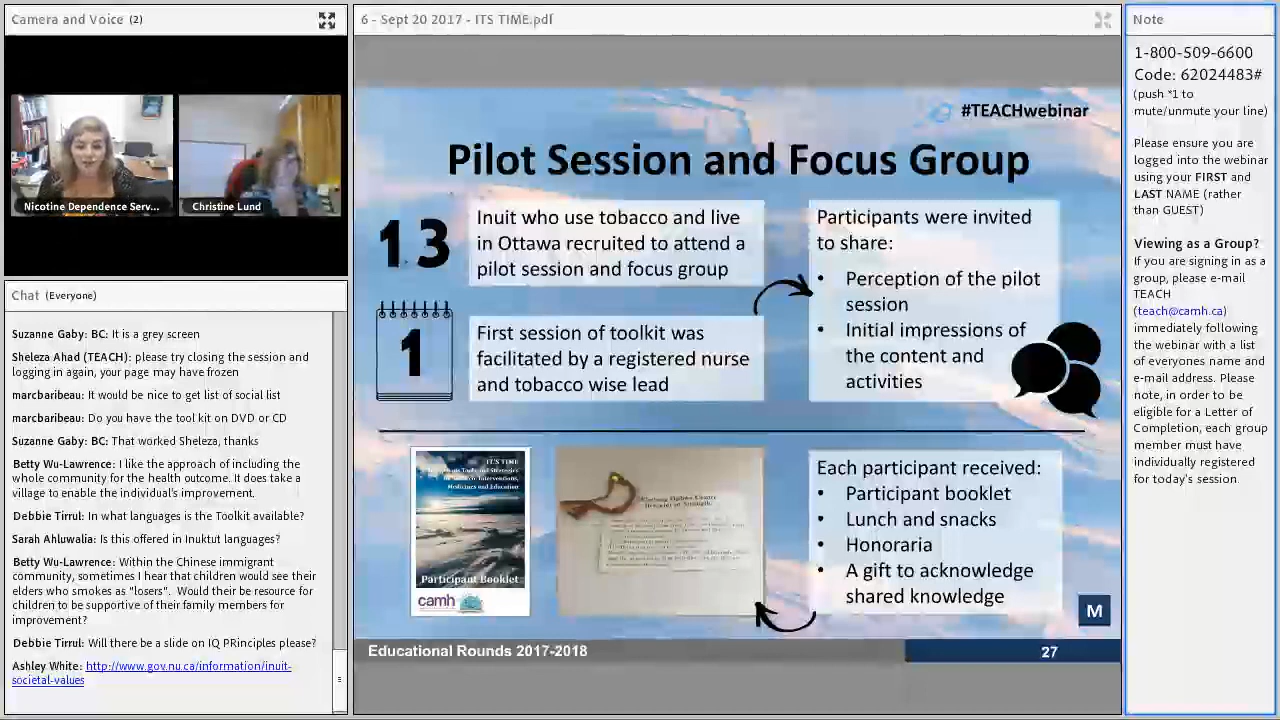 Camera and Voice (2)
Nicotine Dependence Serv...
Christine Lund
Chat (Everyone)
Suzanne Gaby: BC: It is a grey screen
Sheleza Ahad (TEACH): please try closing the session and
logging in again, your page may have frozen
marcbaribeau: It would be nice to get list of social list
marcbaribeau: Do you have the tool kit on DVD or CD
Suzanne Gaby: BC: That worked Sheleza, thanks
Betty Wu-Lawrence: I like the approach of including the
whole community for the health outcome. It does take a
village to enable the individual's improvement.
Debbie Tirrul: In what languages is the Toolkit available?
Sarah Ahluwalia: Is this offered in Inuktut languages?
Betty Wu-Lawrence: Within the Chinese immigrant
community, sometimes I hear that children would see their
elders who smokes as "losers". Would their be resource for
children to be supportive of their family members for
improvement?
Debbie Tirrul: Will there be a slide on IQ PRinciples please?
Ashley White: http://www.gov.nu.ca/information/inuit-
societal-values
6 - Sept 20 2017 - ITS TIME.pdf
#TEACHwebinar
Pilot Session and Focus Group
13
Inuit who use tobacco and live
in Ottawa recruited to attend a
pilot session and focus group
1
First session of toolkit was
facilitated by a registered nurse
and tobacco wise lead
Participants were invited
to share:
• Perception of the pilot
session
• Initial impressions of
the content and
activities
IT'S TIME
Medicines and Education
Participant Booklet
camh
Each participant received:
• Participant booklet
• Lunch and snacks
• Honoraria
• A gift to acknowledge
shared knowledge
M
Educational Rounds 2017-2018
27
Note
1-800-509-6600
Code: 62024483#
(push *1 to
mute/unmute your line)
Please ensure you are
logged into the webinar
using your FIRST and
LAST NAME (rather
than GUEST)
Viewing as a Group?
If you are signing in as a
group, please e-mail
TEACH
(teach@camh.ca)
immediately following
the webinar with a list
of everyones name and
e-mail address. Please
note, in order to be
eligible for a Letter of
Completion, each group
member must have
individually registered
for today's session